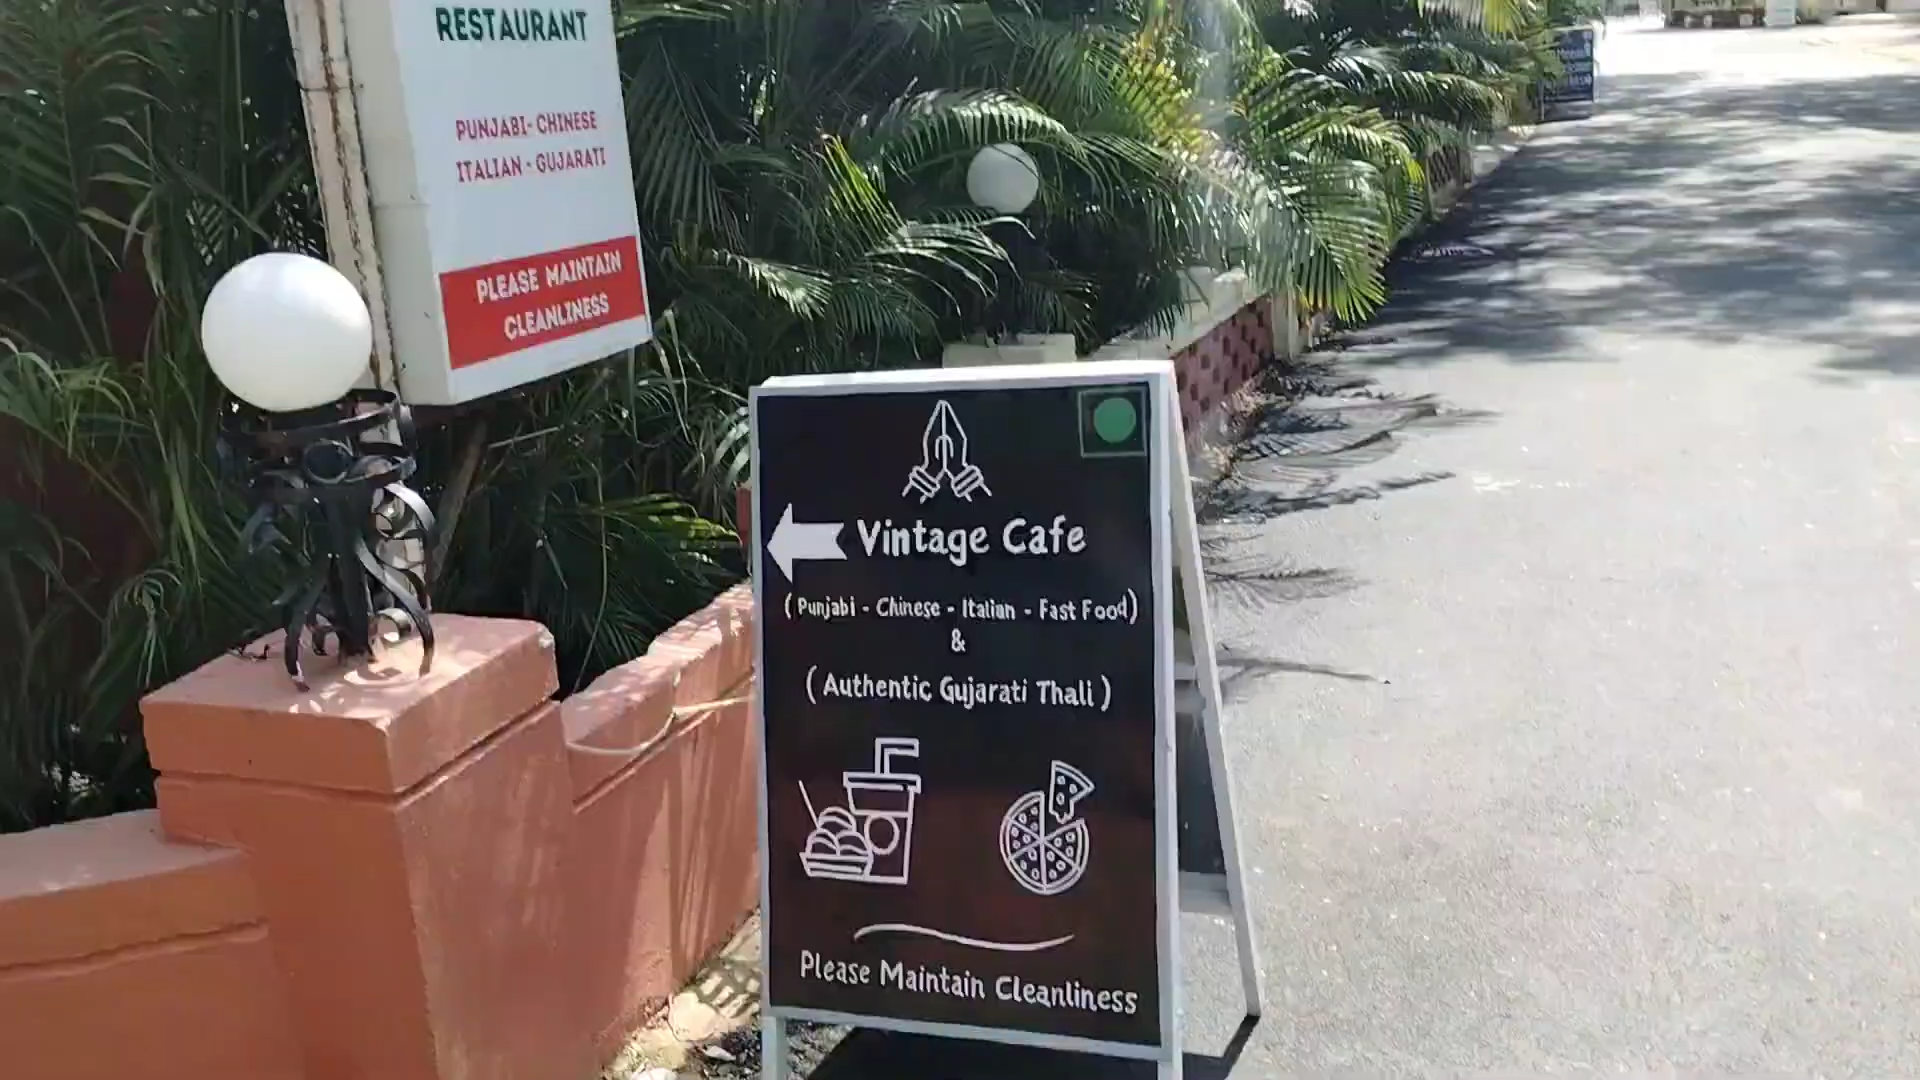 RESTAURANT
PUNJABI- CHINESE
ITALIAN - GUJARATI
PLEASE MAINTAIN
CLEANLINESS
Vintage Cafe
(Punjabi - Chinese - Italian - Fast Food)
&
( Authentic Gujarati Thali )
Please Maintain Cleanliness